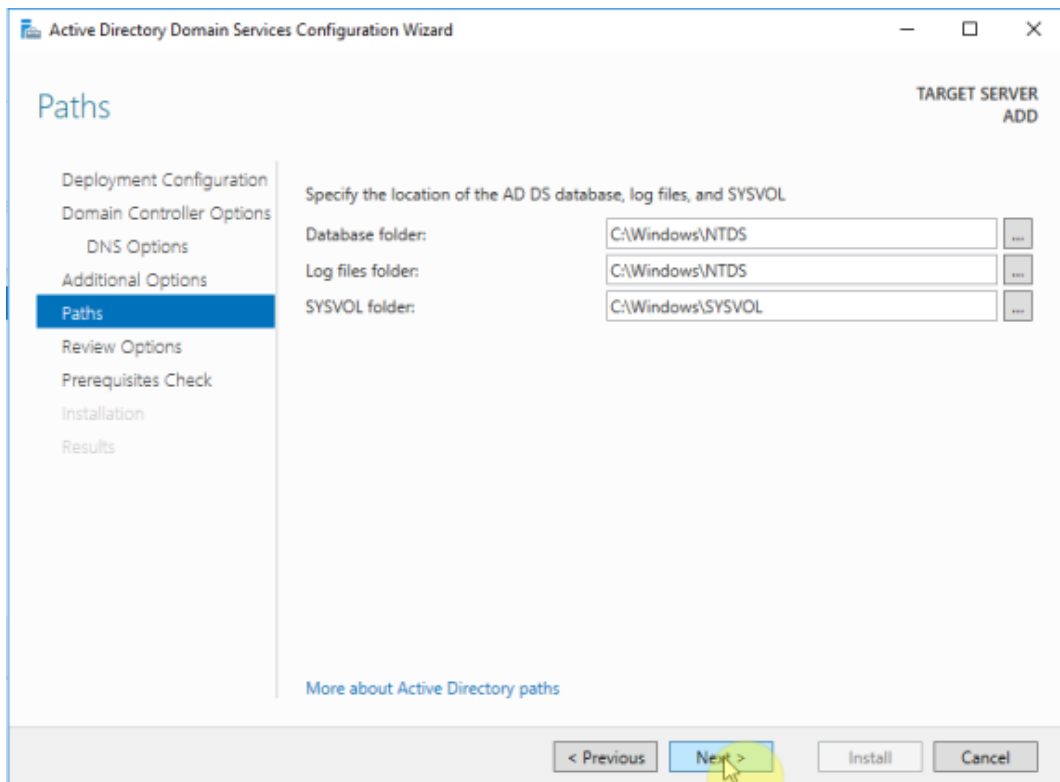 Active Directory Domain Services Configuration Wizard
Paths
TARGET SERVER
ADD
Deployment Configuration
Domain Controller Options
DNS Options
Additional Options
Paths
Review Options
Prerequisites Check
Installation
Results
Specify the location of the AD DS database, log files, and SYSVOL
Database folder: C:\Windows\NTDS ...
Log files folder: C:\Windows\NTDS ...
SYSVOL folder: C:\Windows\SYSVOL ...
More about Active Directory paths
< Previous Next > Install Cancel